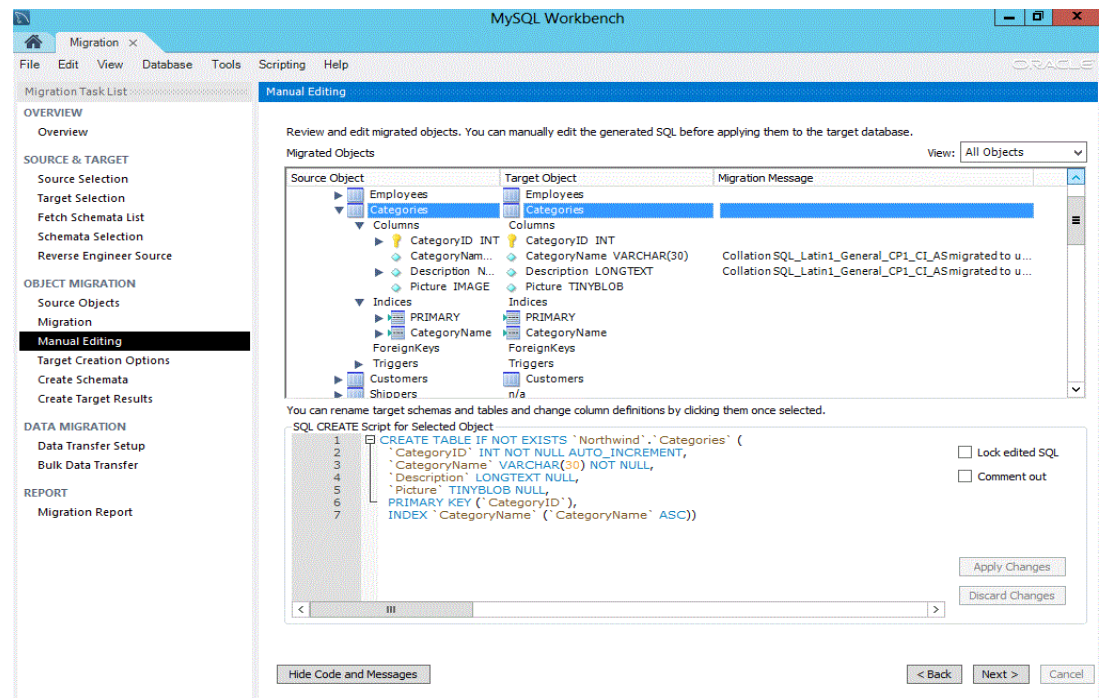 MySQL Workbench
Migration ×
File Edit View Database Tools Scripting Help
ORACLE
Migration Task List
OVERVIEW
Overview
SOURCE & TARGET
Source Selection
Target Selection
Fetch Schemata List
Schemata Selection
Reverse Engineer Source
OBJECT MIGRATION
Source Objects
Migration
Manual Editing
Target Creation Options
Create Schemata
Create Target Results
DATA MIGRATION
Data Transfer Setup
Bulk Data Transfer
REPORT
Migration Report
Manual Editing
Review and edit migrated objects. You can manually edit the generated SQL before applying them to the target database.
Migrated Objects View: All Objects
Source Object Target Object Migration Message
Employees Employees
Categories Categories
Columns Columns
CategoryID INT CategoryID INT
CategoryNam... CategoryName VARCHAR(30) Collation SQL_Latin1_General_CP1_CI_AS migrated to u...
Description N... Description LONGTEXT Collation SQL_Latin1_General_CP1_CI_AS migrated to u...
Picture IMAGE Picture TINYBLOB
Indices Indices
PRIMARY PRIMARY
CategoryName CategoryName
ForeignKeys ForeignKeys
Triggers Triggers
Customers Customers
Shippers n/a
You can rename target schemas and tables and change column definitions by clicking them once selected.
SQL CREATE Script for Selected Object
1 CREATE TABLE IF NOT EXISTS `Northwind`.`Categories` (
2 `CategoryID` INT NOT NULL AUTO_INCREMENT,
3 `CategoryName` VARCHAR(30) NOT NULL,
4 `Description` LONGTEXT NULL,
5 `Picture` TINYBLOB NULL,
6 PRIMARY KEY (`CategoryID`),
7 INDEX `CategoryName` (`CategoryName` ASC))
Lock edited SQL
Comment out
Apply Changes
Discard Changes
Hide Code and Messages
< Back Next > Cancel